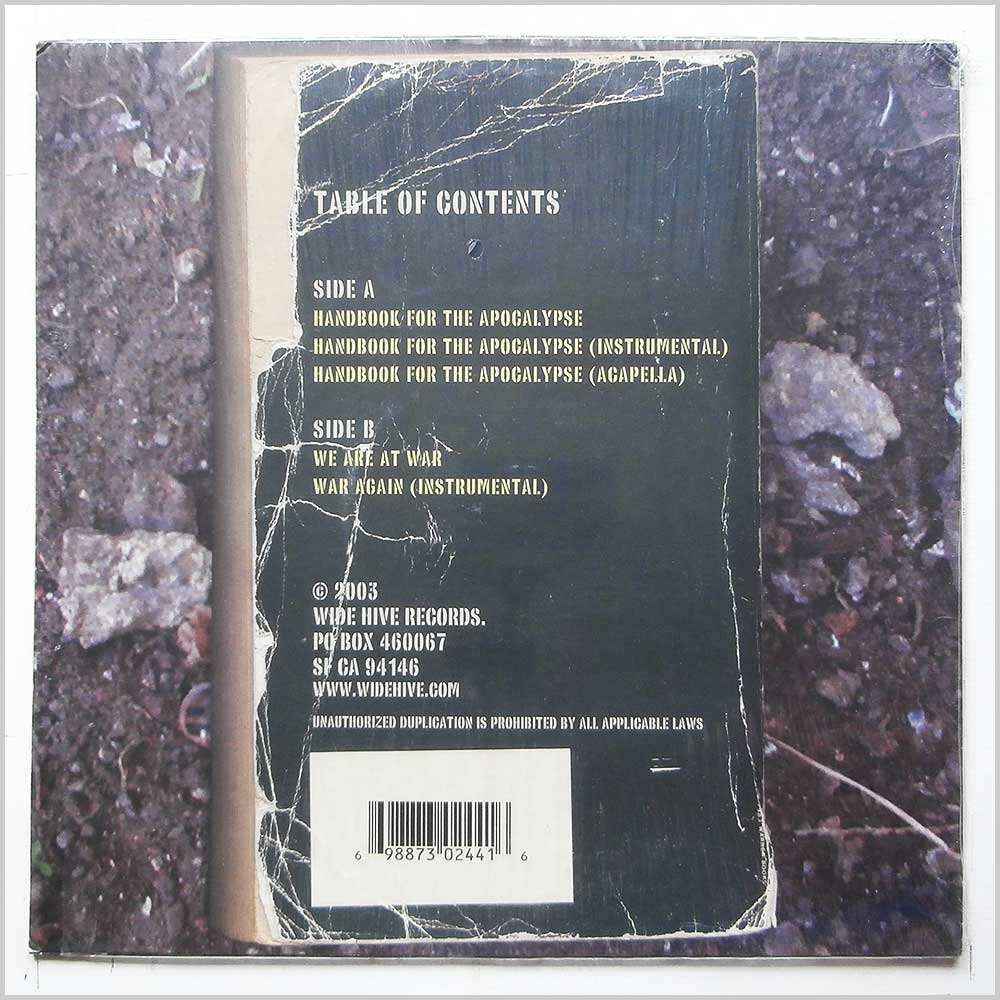 TABLE OF CONTENTS
SIDE A
HANDBOOK FOR THE APOCALYPSE
HANDBOOK FOR THE APOCALYPSE (INSTRUMENTAL)
HANDBOOK FOR THE APOCALYPSE (ACAPELLA)
SIDE B
WE ARE AT WAR
WAR AGAIN (INSTRUMENTAL)
© 2003
WIDE HIVE RECORDS.
PO BOX 460067
SF CA 94146
WWW.WIDEHIVE.COM
UNAUTHORIZED DUPLICATION IS PROHIBITED BY ALL APPLICABLE LAWS
6 98873 02441 6